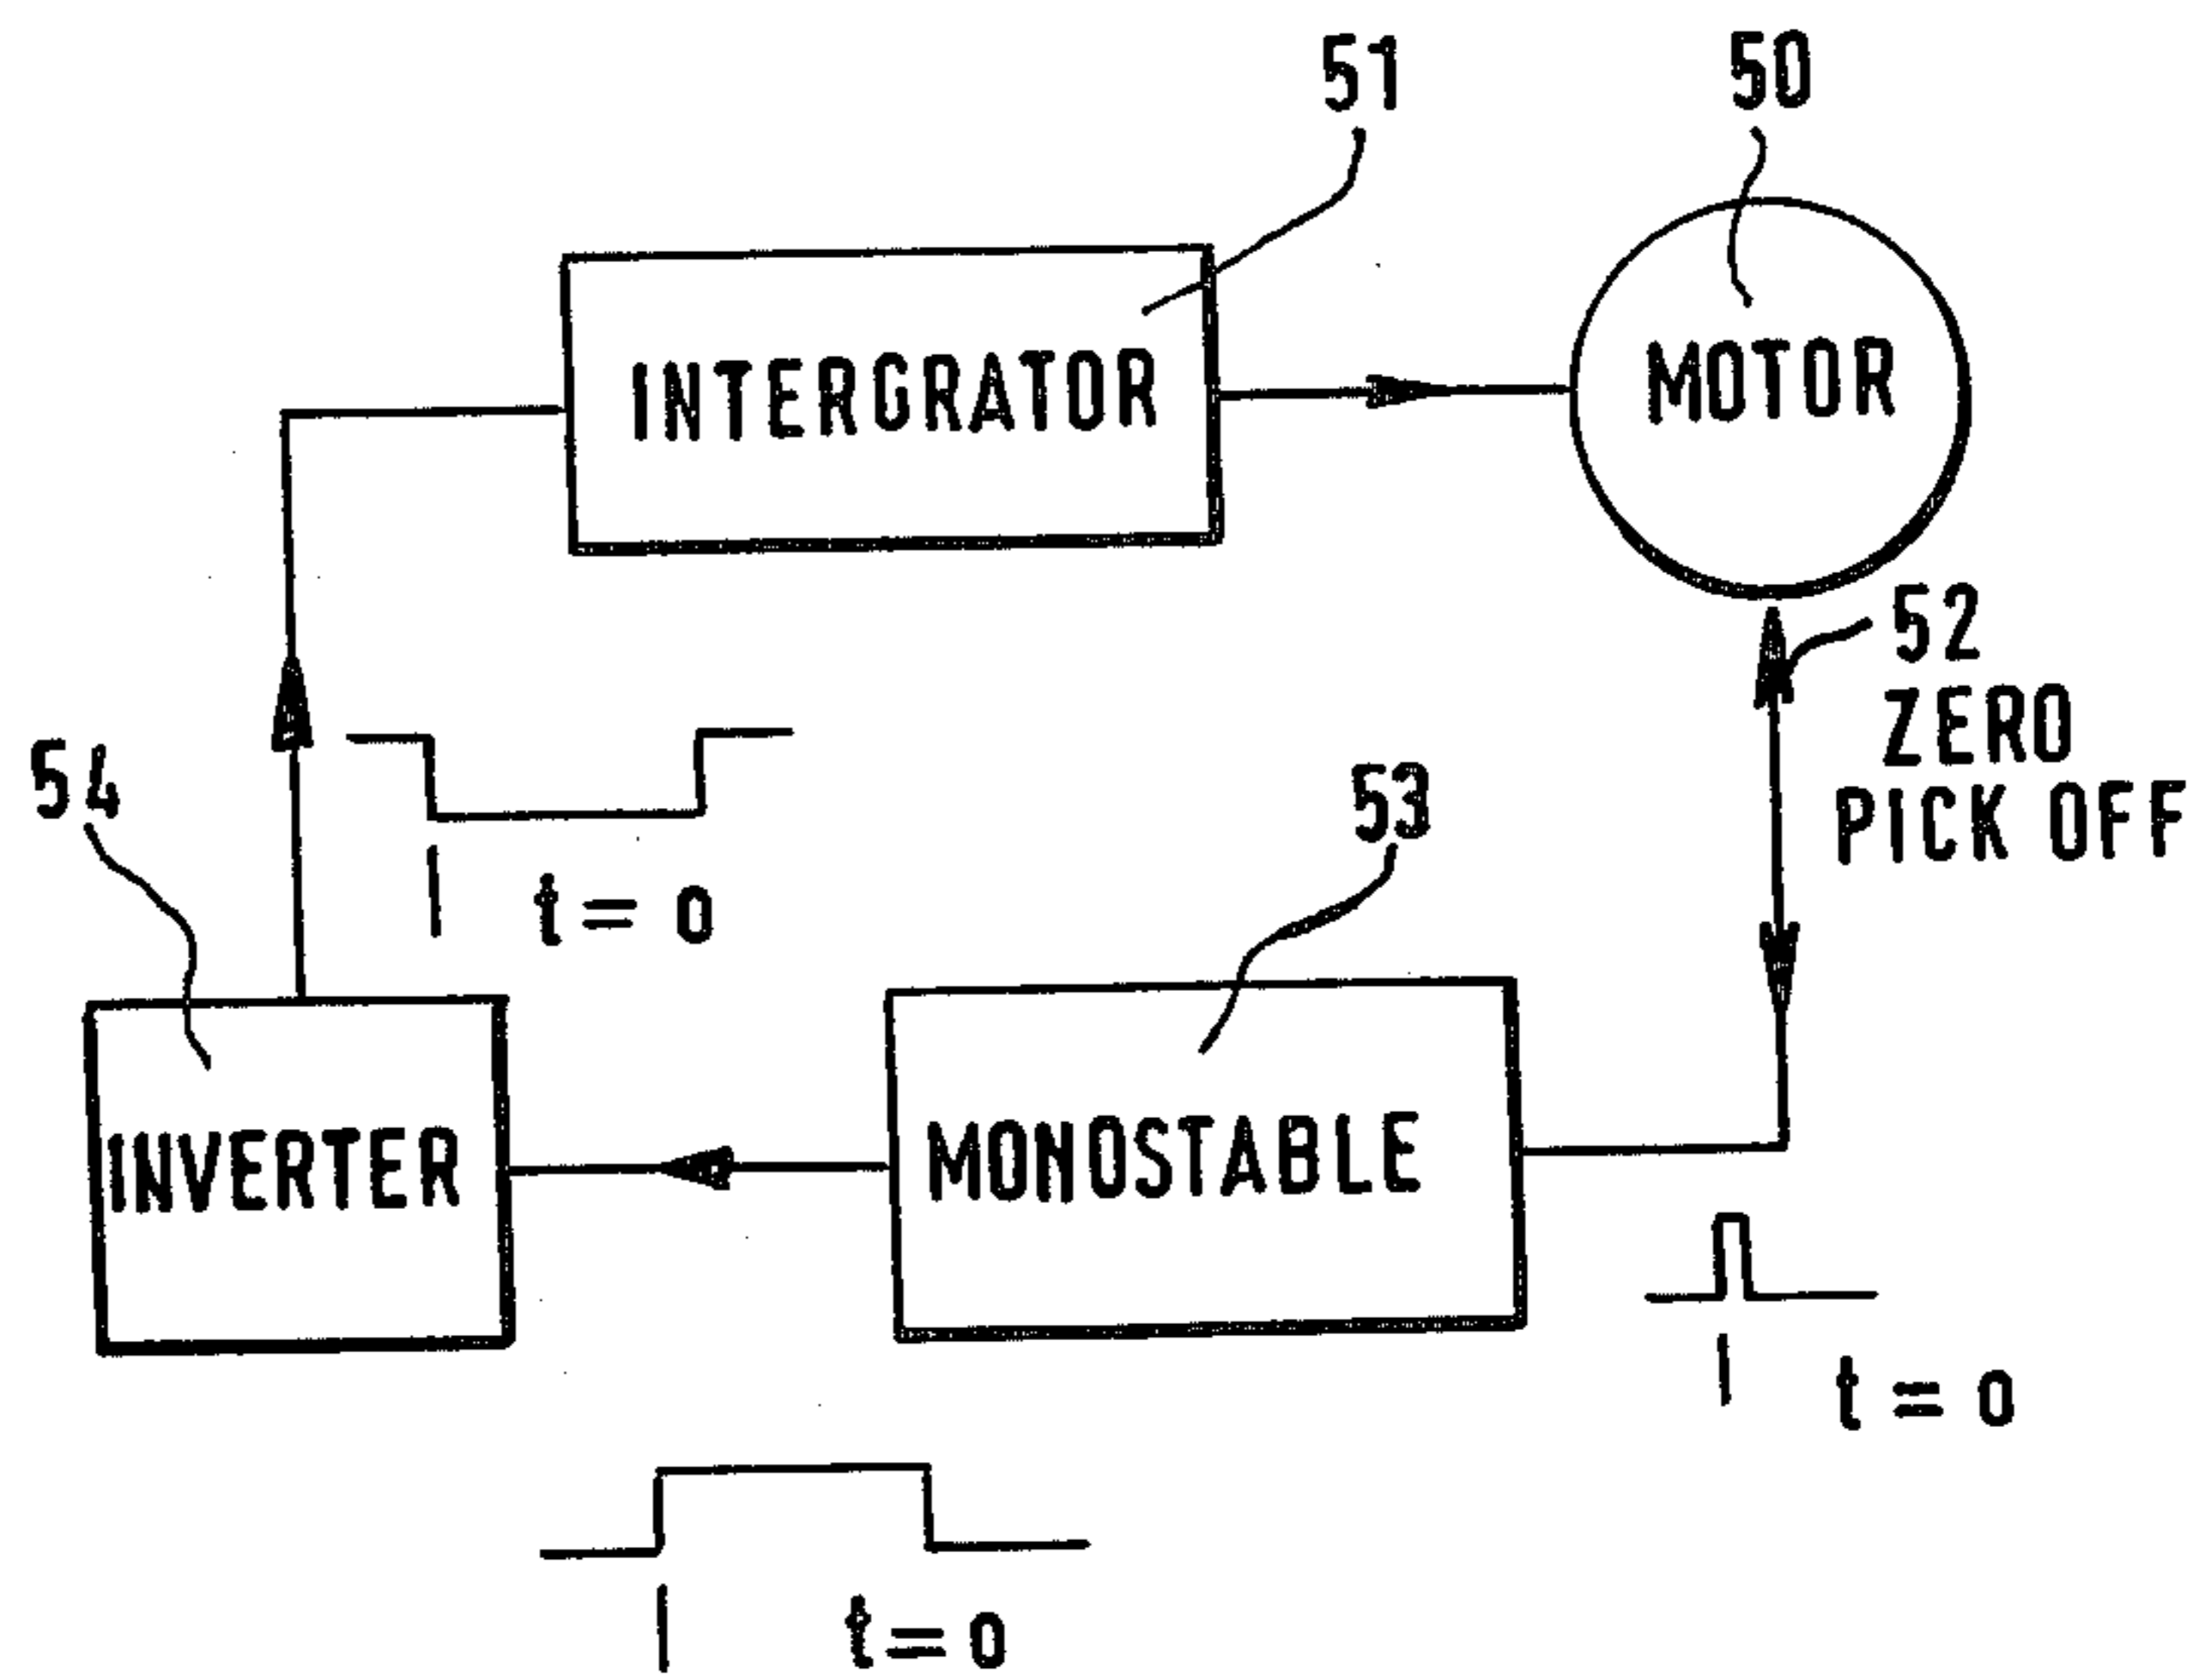 51
50
INTERGRATOR
MOTOR
52
ZERO
PICK OFF
54
53
t = 0
INVERTER
MONOSTABLE
t = 0
t = 0